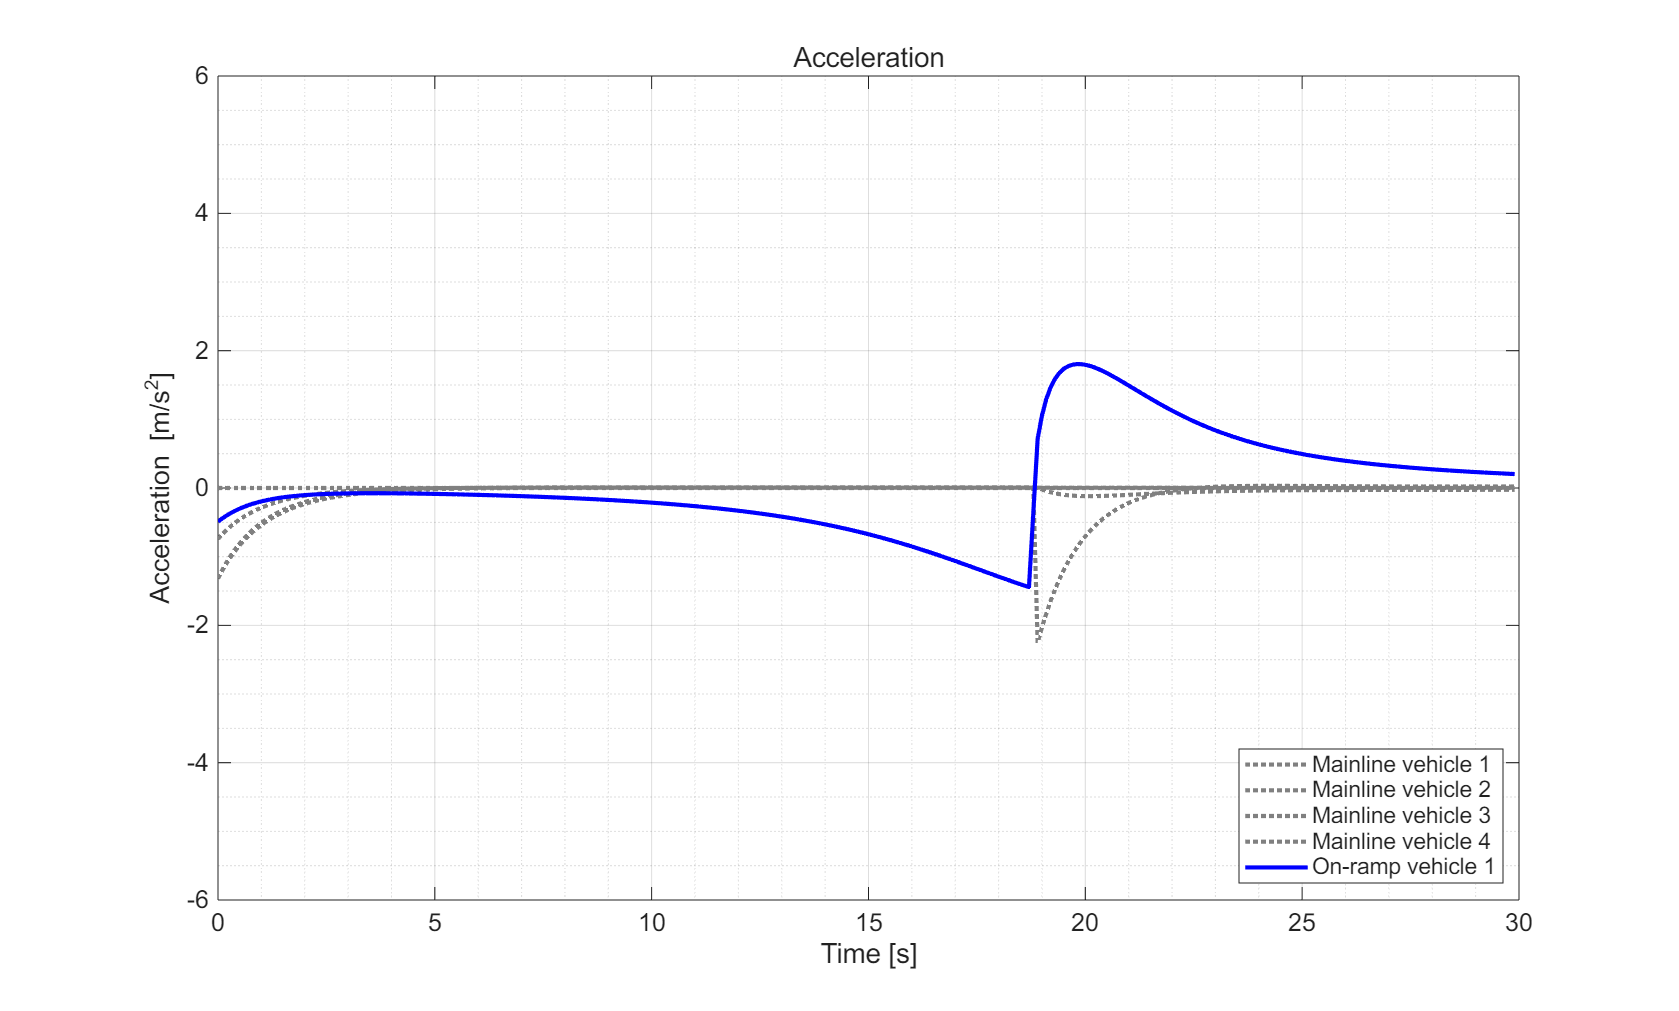 Acceleration
6
4
2
0
-2
-4
-6
Acceleration [m/s²]
0 5 10 15 20 25 30
Time [s]
Mainline vehicle 1
Mainline vehicle 2
Mainline vehicle 3
Mainline vehicle 4
On-ramp vehicle 1